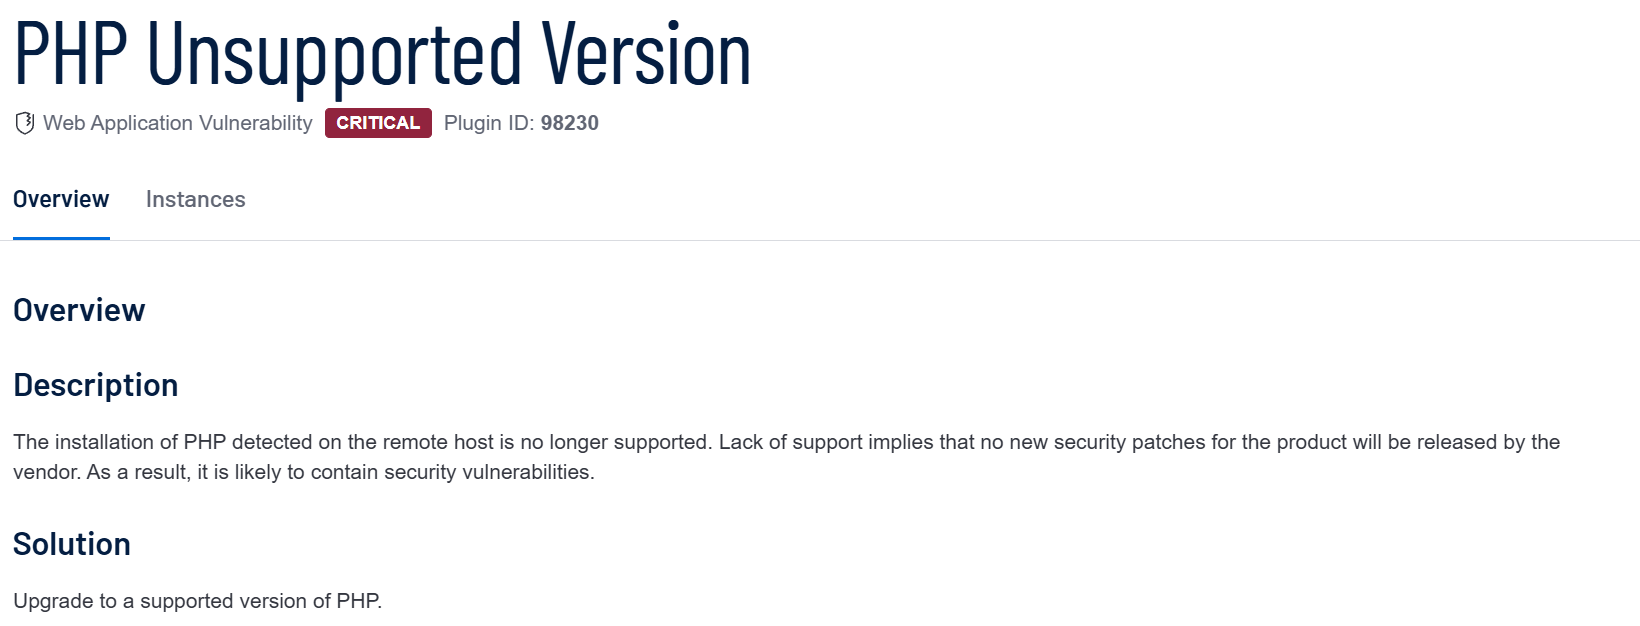 PHP Unsupported Version
Web Application Vulnerability CRITICAL Plugin ID: 98230
Overview Instances
Overview
Description
The installation of PHP detected on the remote host is no longer supported. Lack of support implies that no new security patches for the product will be released by the
vendor. As a result, it is likely to contain security vulnerabilities.
Solution
Upgrade to a supported version of PHP.